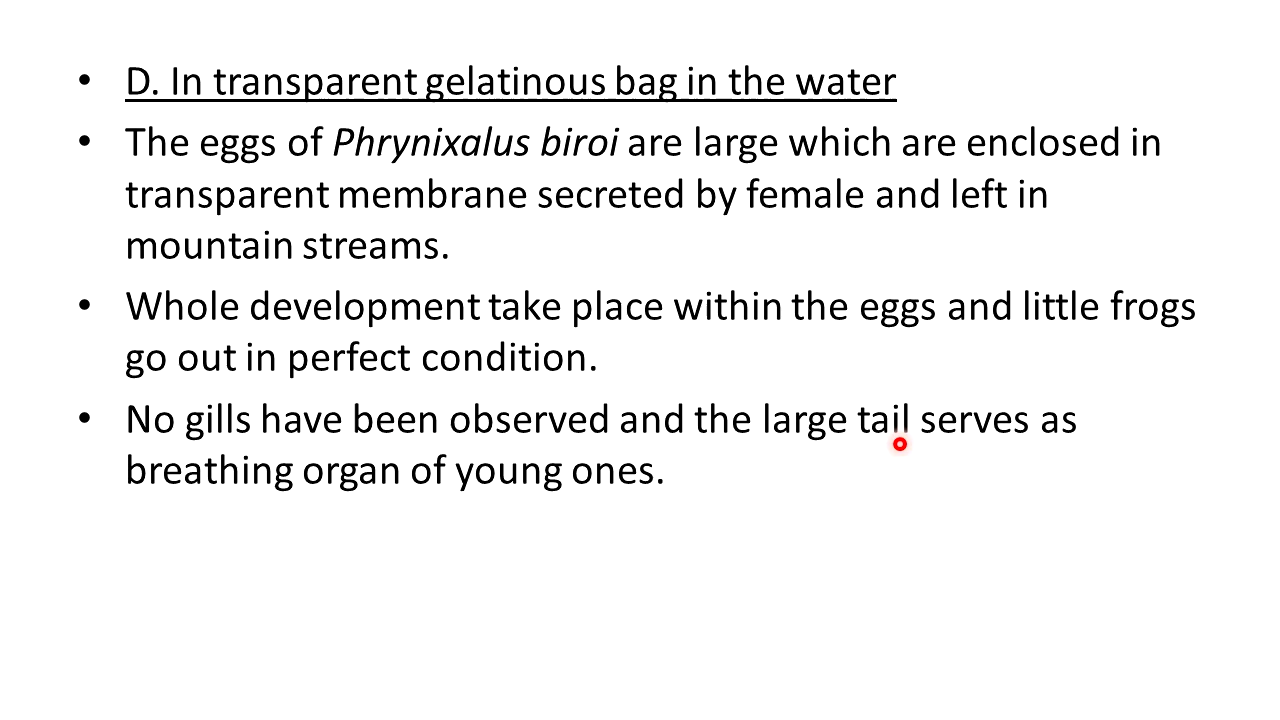 • D. In transparent gelatinous bag in the water
• The eggs of Phrynixalus biroi are large which are enclosed in
transparent membrane secreted by female and left in
mountain streams.
• Whole development take place within the eggs and little frogs
go out in perfect condition.
• No gills have been observed and the large tail serves as
breathing organ of young ones.